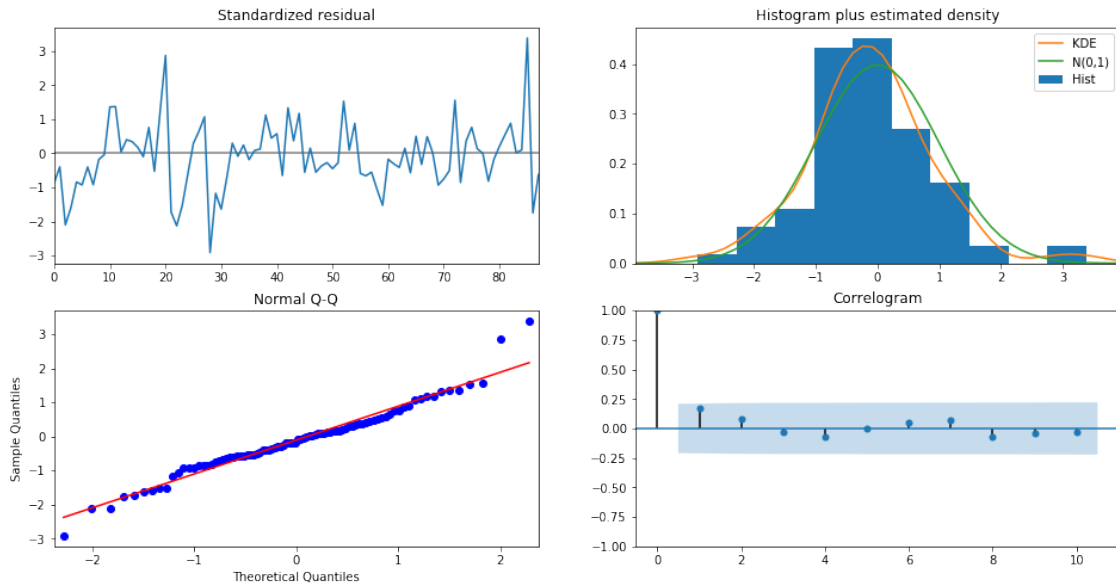 Standardized residual
3
2
1
0
−1
−2
−3
0 10 20 30 40 50 60 70 80
Histogram plus estimated density
KDE
N(0,1)
Hist
0.4
0.3
0.2
0.1
0.0
−3 −2 −1 0 1 2 3
Normal Q-Q
Sample Quantiles
3
2
1
0
−1
−2
−3
−2 −1 0 1 2
Theoretical Quantiles
Correlogram
1.00
0.75
0.50
0.25
0.00
−0.25
−0.50
−0.75
−1.00
0 2 4 6 8 10